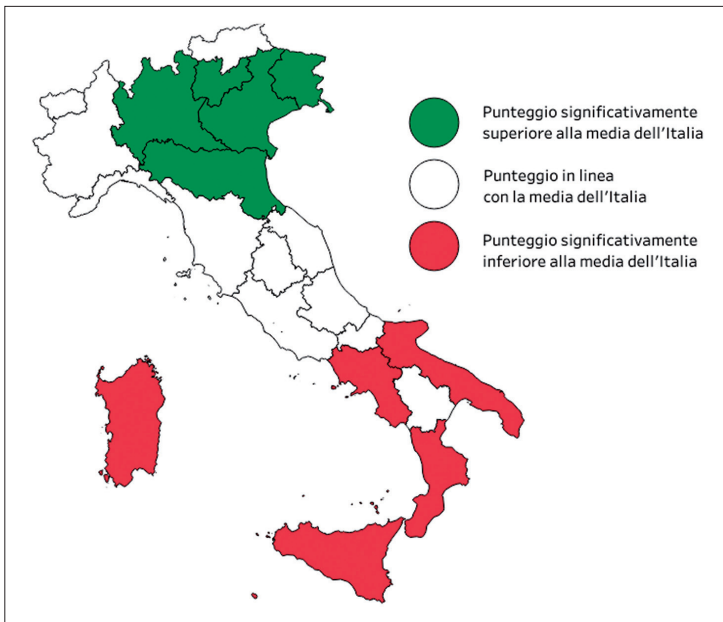 Punteggio significativamente
superiore alla media dell'Italia
Punteggio in linea
con la media dell'Italia
Punteggio significativamente
inferiore alla media dell'Italia